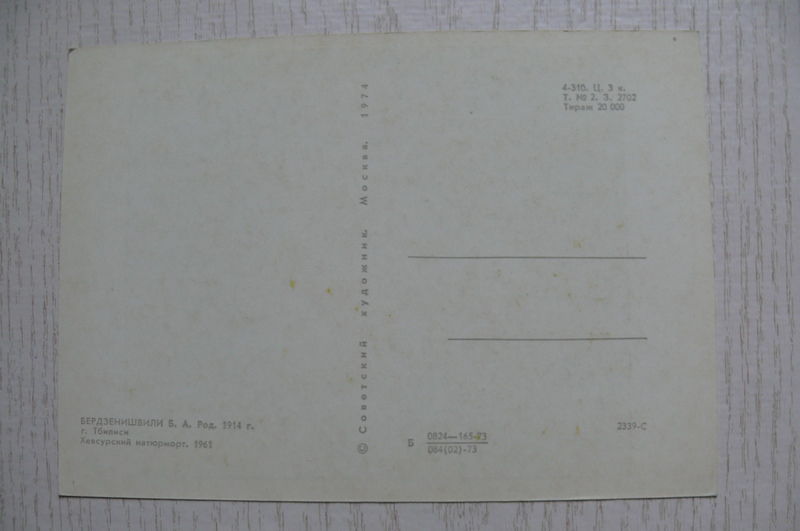 4-310. Ц. 3 к.
Т. № 2. З. 2702
Тираж 20 000
© Советский художник. Москва. 1974
БЕРДЗЕНИШВИЛИ Б. А. Род. 1914 г.
г. Тбилиси
Хевсурский натюрморт. 1961
Б 0824—165-73
084(02)-73
2339-С